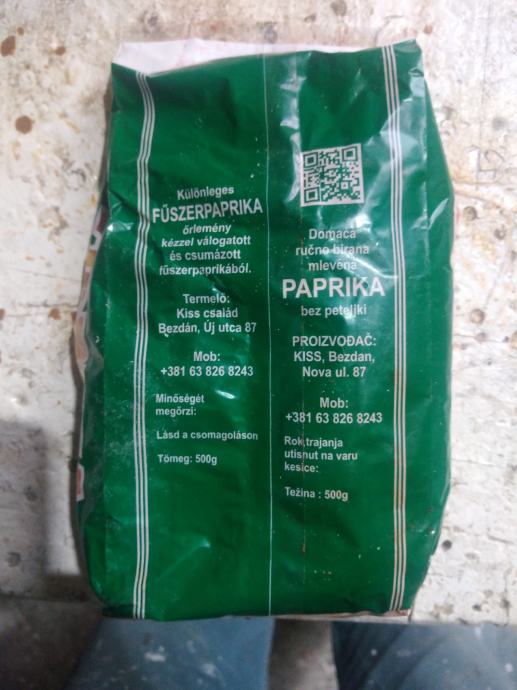 Különleges
FŰSZERPAPRIKA
őrlemény
kézzel válogatott
és csumázott
fűszerpaprikából.
Termelő:
Kiss család
Bezdán, Új utca 87
Mob:
+381 63 826 8243
Minőségét
megőrzi:
Lásd a csomagoláson
Tömeg: 500g
Domaća
ručno birana
mlevena
PAPRIKA
bez peteljki
PROIZVOĐAČ:
KISS, Bezdan,
Nova ul. 87
Mob:
+381 63 826 8243
Rok trajanja
utisnut na varu
kesice:
Težina : 500g